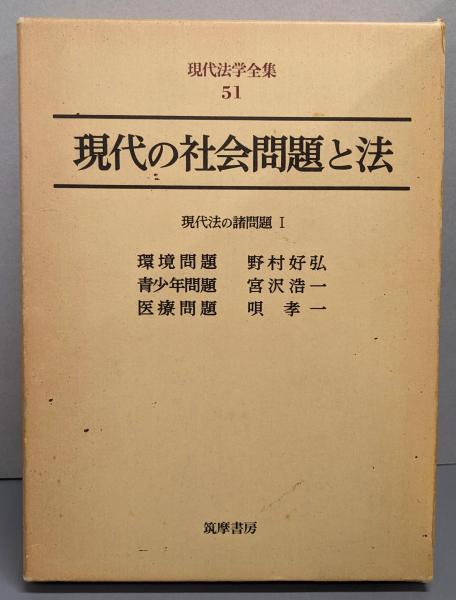 現代法学全集
51
現代の社会問題と法
現代法の諸問題 I
環境問題 野村好弘
青少年問題 宮沢浩一
医療問題 唄孝一
筑摩書房